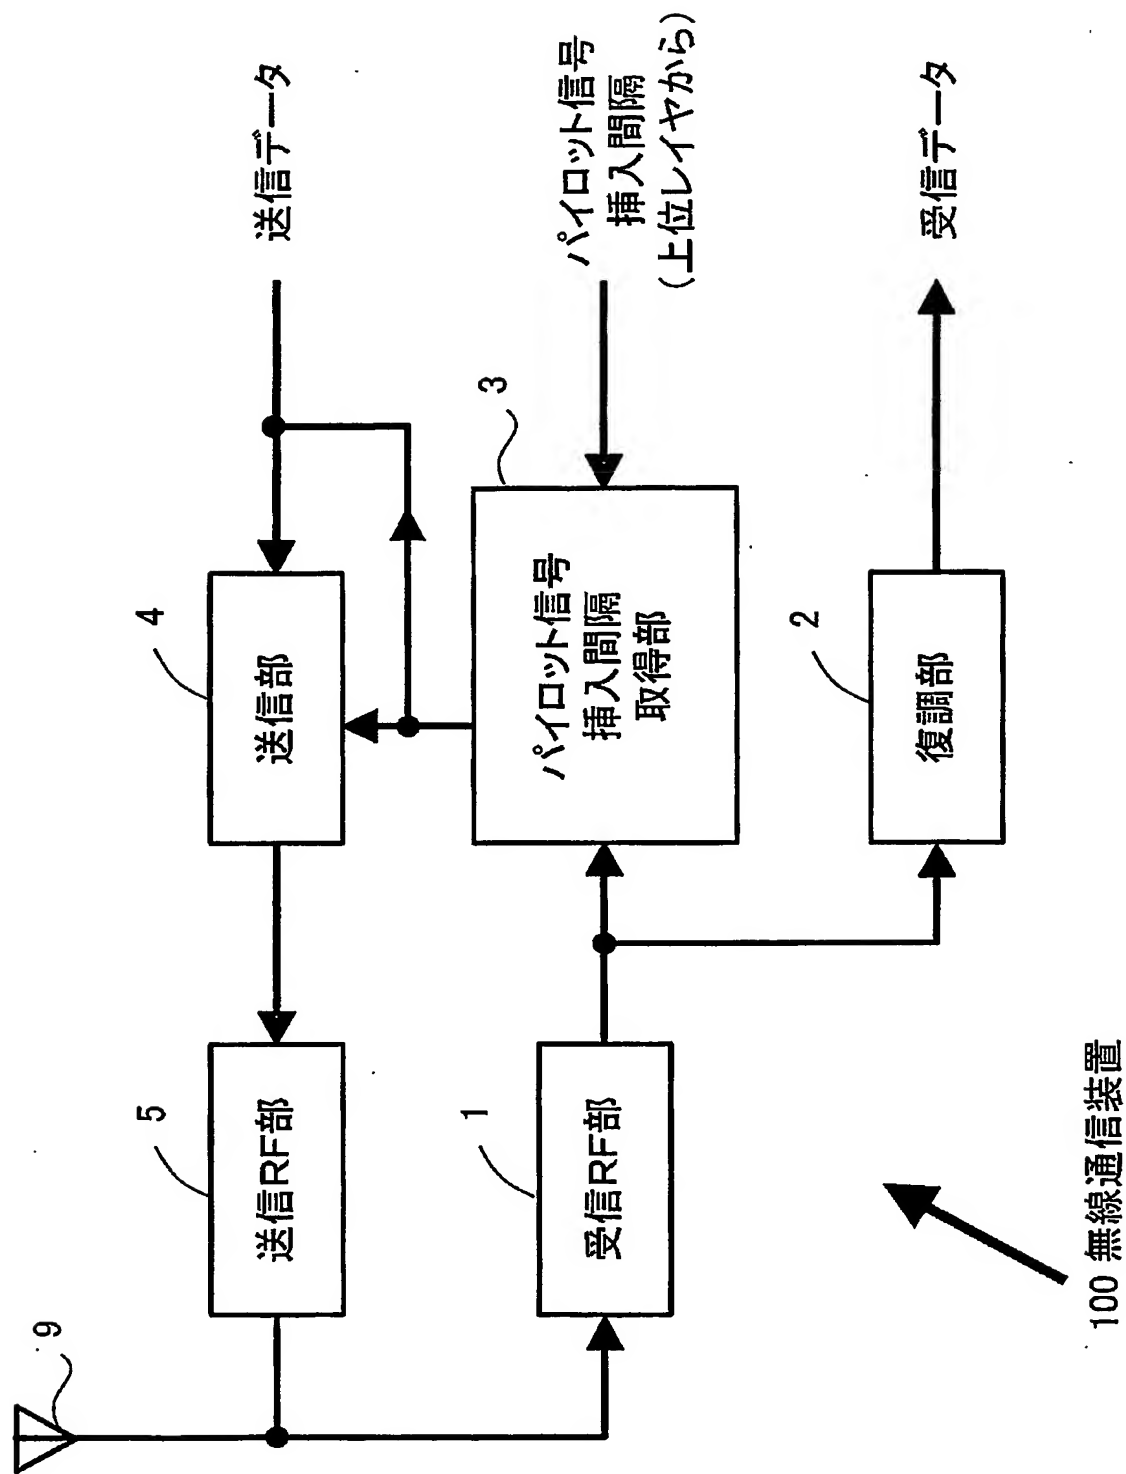 9
5
送信RF部
4
送信部
送信データ
1
受信RF部
3
パイロット信号
挿入間隔
取得部
パイロット信号
挿入間隔
(上位レイヤから)
2
復調部
受信データ
100 無線通信装置